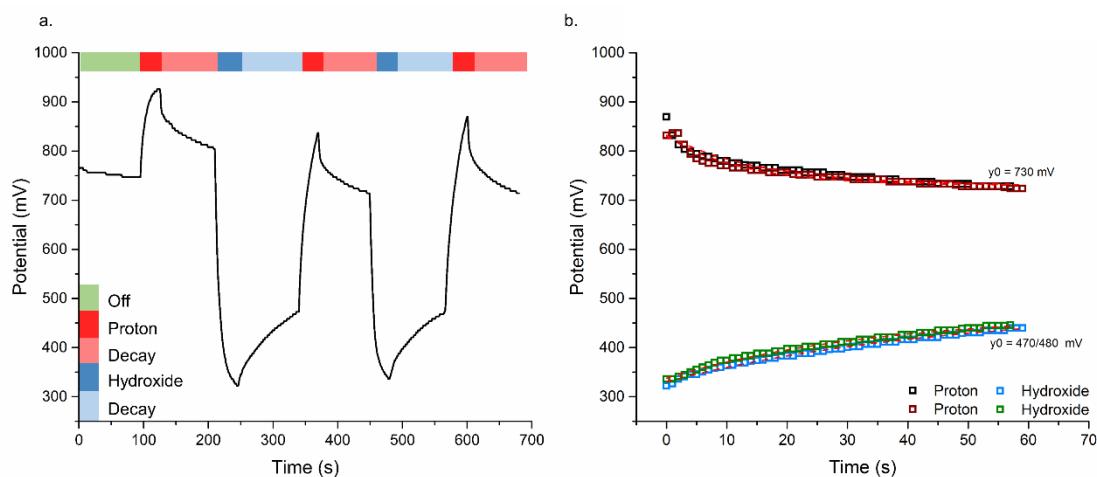 a.
1000
900
800
700
600
500
400
300
Potential (mV)
Off
Proton
Decay
Hydroxide
Decay
0 100 200 300 400 500 600 700
Time (s)
b.
1000
900
800
700
600
500
400
300
Potential (mV)
y0 = 730 mV
y0 = 470/480 mV
Proton Hydroxide
Proton Hydroxide
0 10 20 30 40 50 60 70
Time (s)